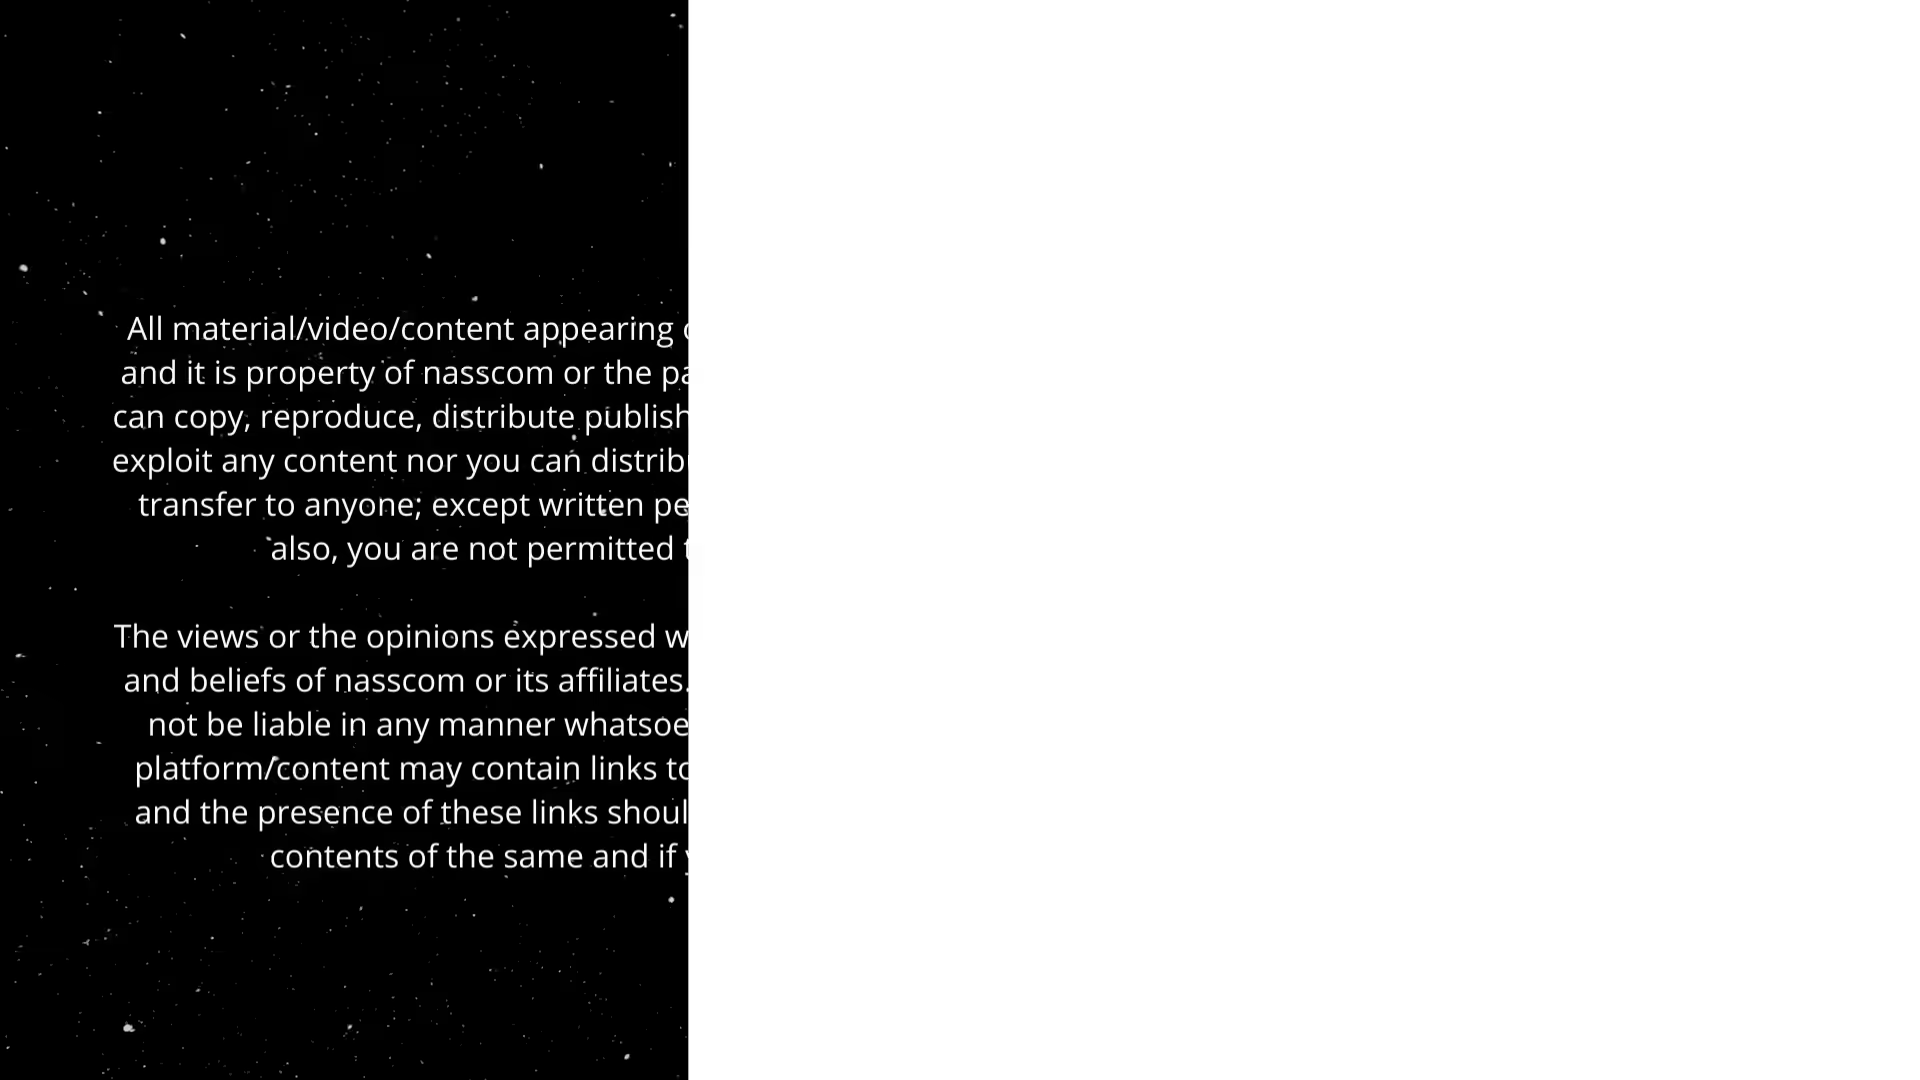 All material/video/content appearing
and it is property of nasscom or the
can copy, reproduce, distribute publish
exploit any content nor you can
transfer to anyone; except written
also, you are not permitted
The views or the opinions expressed
and beliefs of nasscom or its affiliates.
not be liable in any manner
platform/content may contain links
and the presence of these links
contents of the same and if